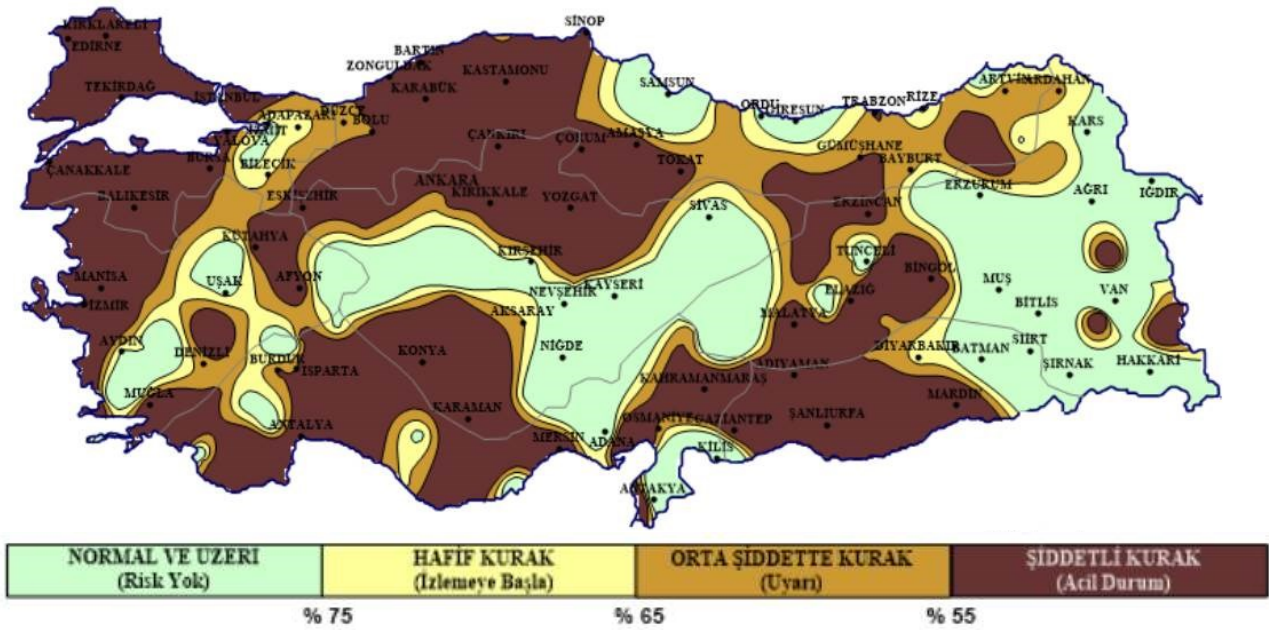 SİNOP
KIRKLARELİ
EDİRNE
BARTIN
ZONGULDAK
KASTAMONU
TEKİRDAĞ
İSTANBUL
KARABÜK
SAMSUN
ARTVİN
ARDAHAN
ORDU
GİRESUN
TRABZON
RİZE
ADAPAZARI
DÜZCE
BOLU
KARS
YALOVA
ÇANKIRI
ÇORUM
AMASYA
GÜMÜŞHANE
BURSA
BİLECİK
TOKAT
BAYBURT
ÇANAKKALE
ANKARA
ERZURUM
AĞRI
IĞDIR
BALIKESİR
ESKİŞEHİR
KIRIKKALE
YOZGAT
SİVAS
ERZİNCAN
KÜTAHYA
KIRŞEHİR
TUNCELİ
BİNGÖL
MANİSA
UŞAK
AFYON
NEVŞEHİR
KAYSERİ
ELAZIĞ
MUŞ
VAN
İZMİR
BİTLİS
AKSARAY
MALATYA
AYDIN
DENİZLİ
BURDUR
ISPARTA
KONYA
NİĞDE
DİYARBAKIR
BATMAN
SİİRT
ADIYAMAN
ŞIRNAK
HAKKARİ
KAHRAMANMARAŞ
MUĞLA
KARAMAN
MARDİN
ANTALYA
OSMANİYE
GAZİANTEP
ŞANLIURFA
MERSİN
ADANA
KİLİS
ANTAKYA
NORMAL VE ÜZERİ
(Risk Yok)
HAFİF KURAK
(İzlemeye Başla)
ORTA ŞİDDETTE KURAK
(Uyarı)
ŞİDDETLİ KURAK
(Acil Durum)
% 75
% 65
% 55